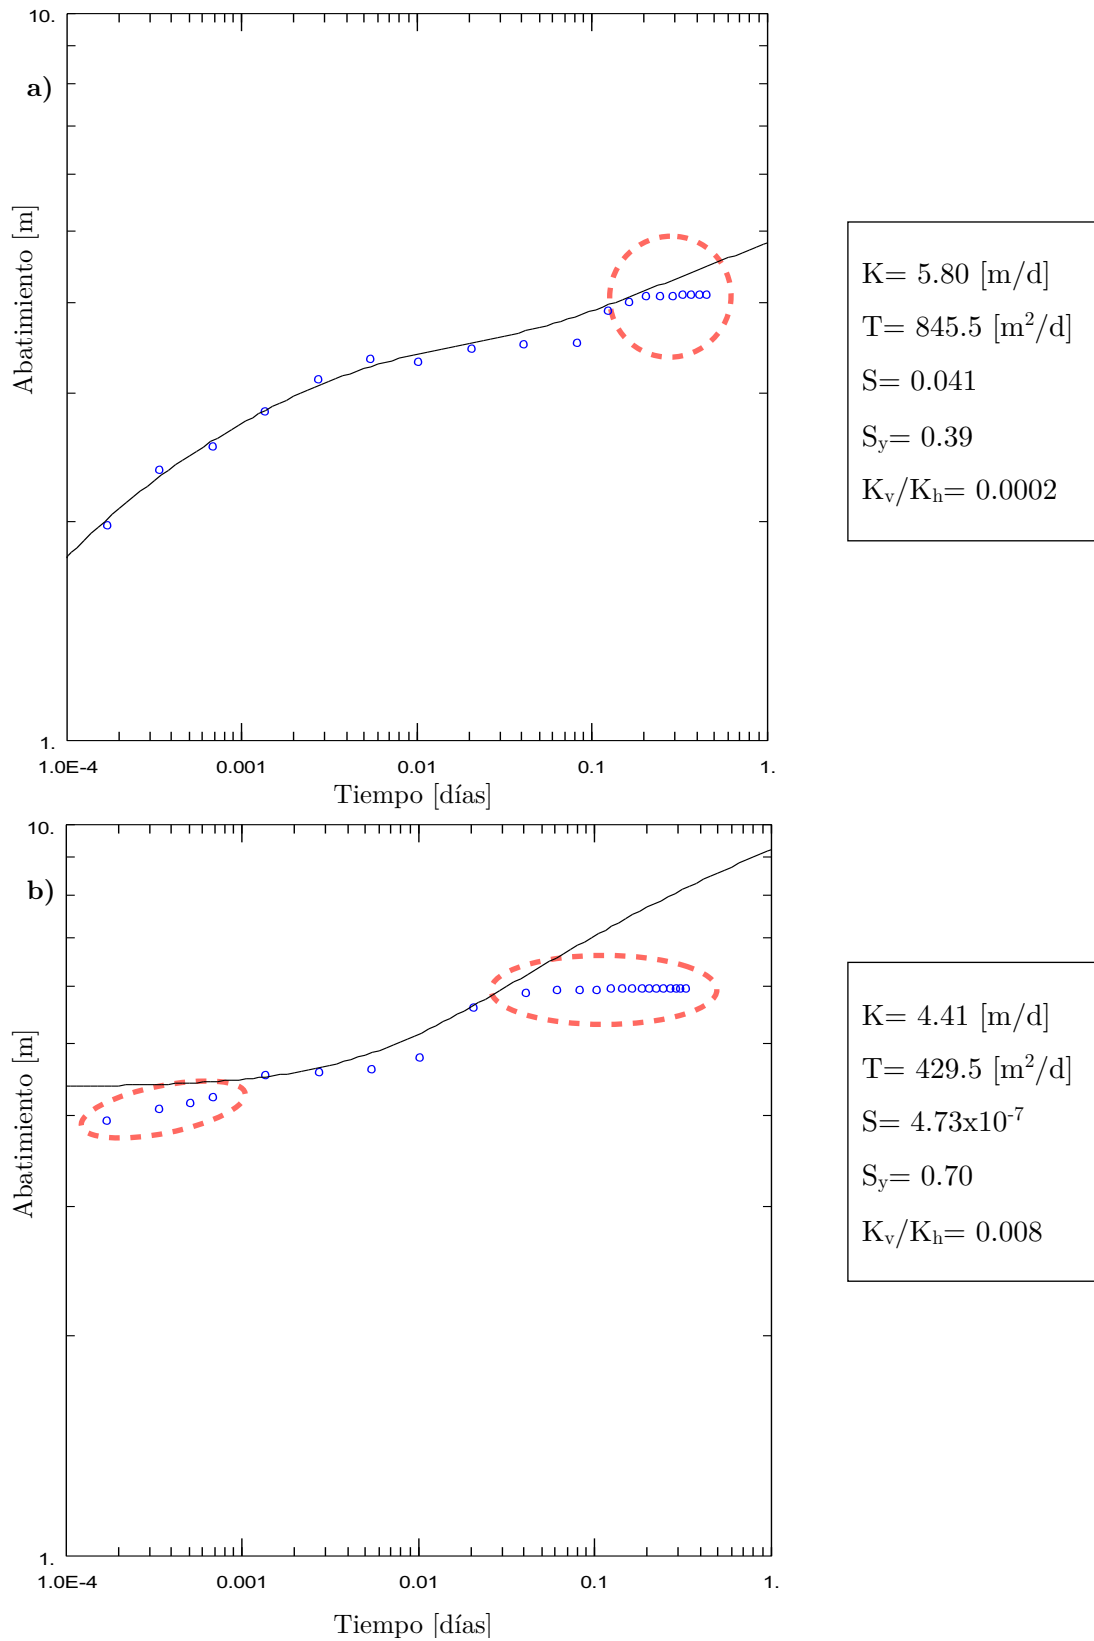 10.
a)
Abatimiento [m]
1.
1.0E-4 0.001 0.01 0.1 1.
Tiempo [días]
K= 5.80 [m/d]
T= 845.5 [m²/d]
S= 0.041
Sy= 0.39
Kv/Kh= 0.0002
10.
b)
Abatimiento [m]
1.
1.0E-4 0.001 0.01 0.1 1.
Tiempo [días]
K= 4.41 [m/d]
T= 429.5 [m²/d]
S= 4.73x10⁻⁷
Sy= 0.70
Kv/Kh= 0.008